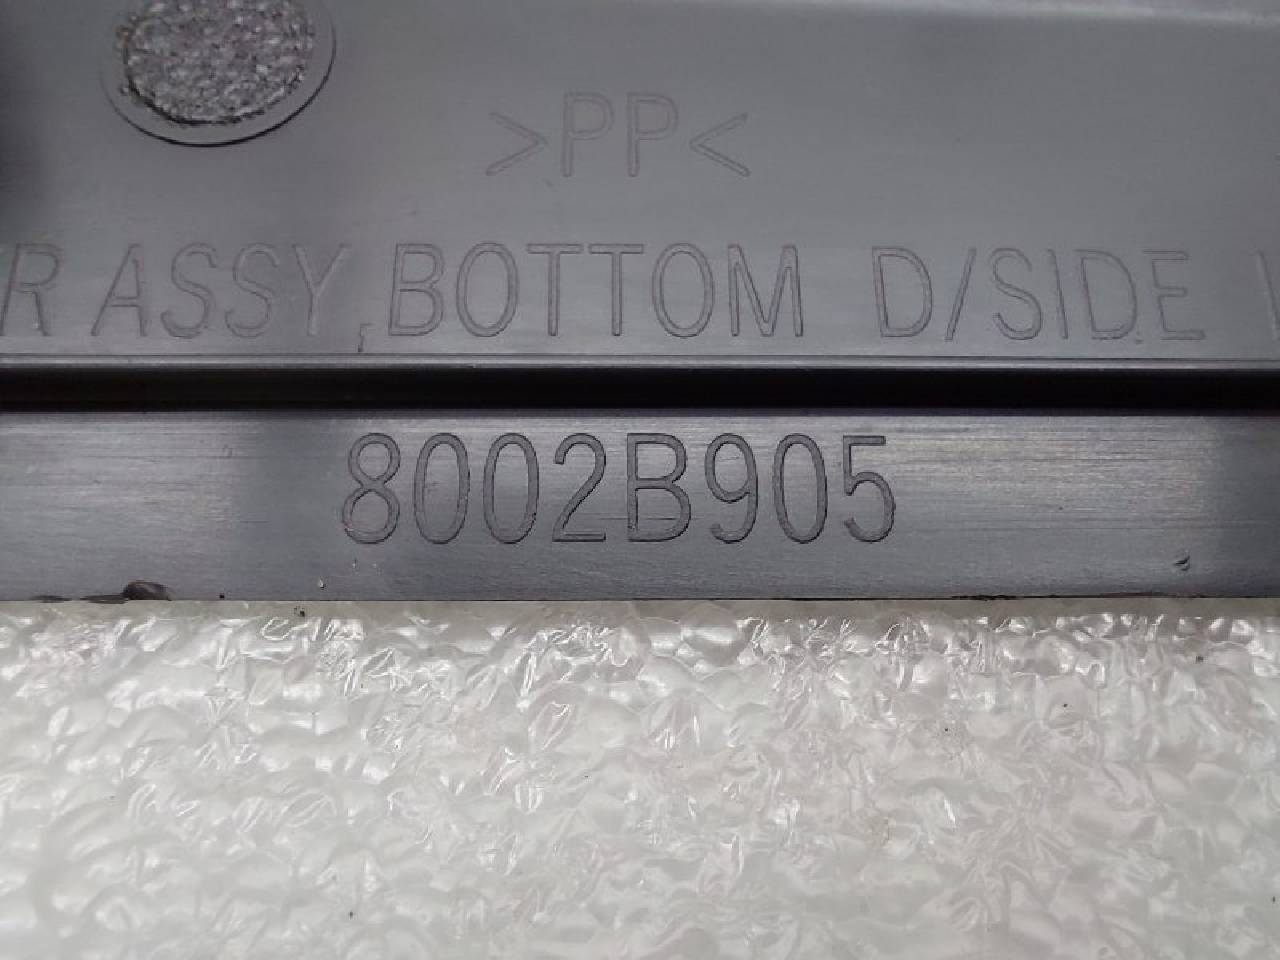 >PP<
R ASSY, BOTTOM D/SIDE
8002B905